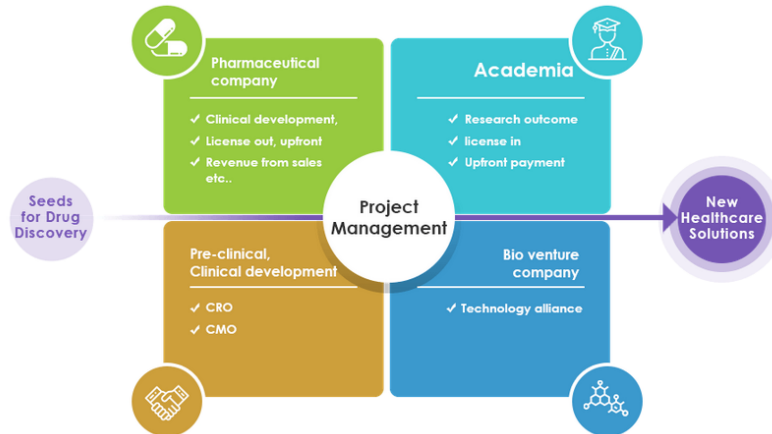 Pharmaceutical
company
Clinical development,
License out, upfront
Revenue from sales
etc..
Academia
Research outcome
license in
Upfront payment
Seeds
for Drug
Discovery
Project
Management
New
Healthcare
Solutions
Pre-clinical,
Clinical development
CRO
CMO
Bio venture
company
Technology alliance